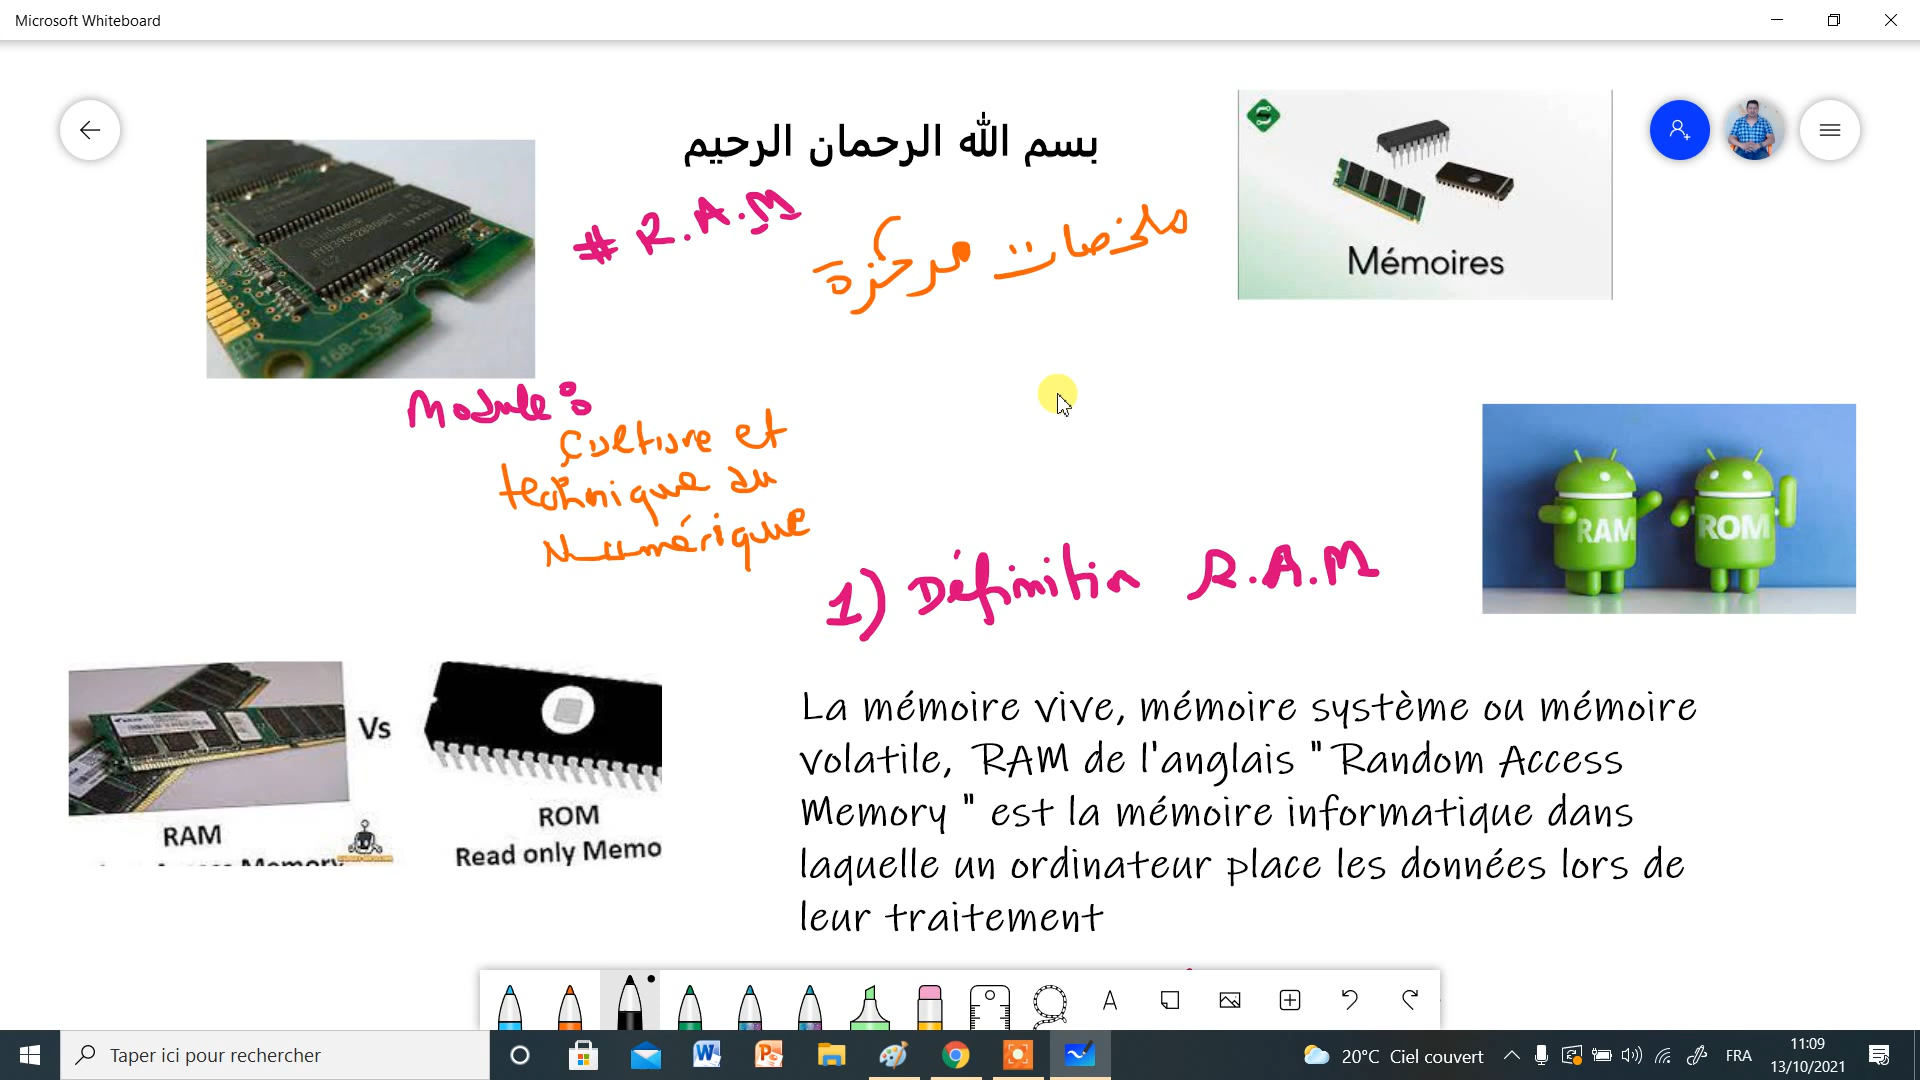 Microsoft Whiteboard
بسم الله الرحمان الرحيم
# R.A.M
ملخصات مركزة
Mémoires
Module :
Culture et
technique du
Numérique
RAM
ROM
1) Définition R.A.M
Vs
RAM
ROM
Read only Memo
La mémoire vive, mémoire système ou mémoire
volatile, RAM de l'anglais "Random Access
Memory " est la mémoire informatique dans
laquelle un ordinateur place les données lors de
leur traitement
Taper ici pour rechercher
20°C Ciel couvert
FRA
11:09
13/10/2021